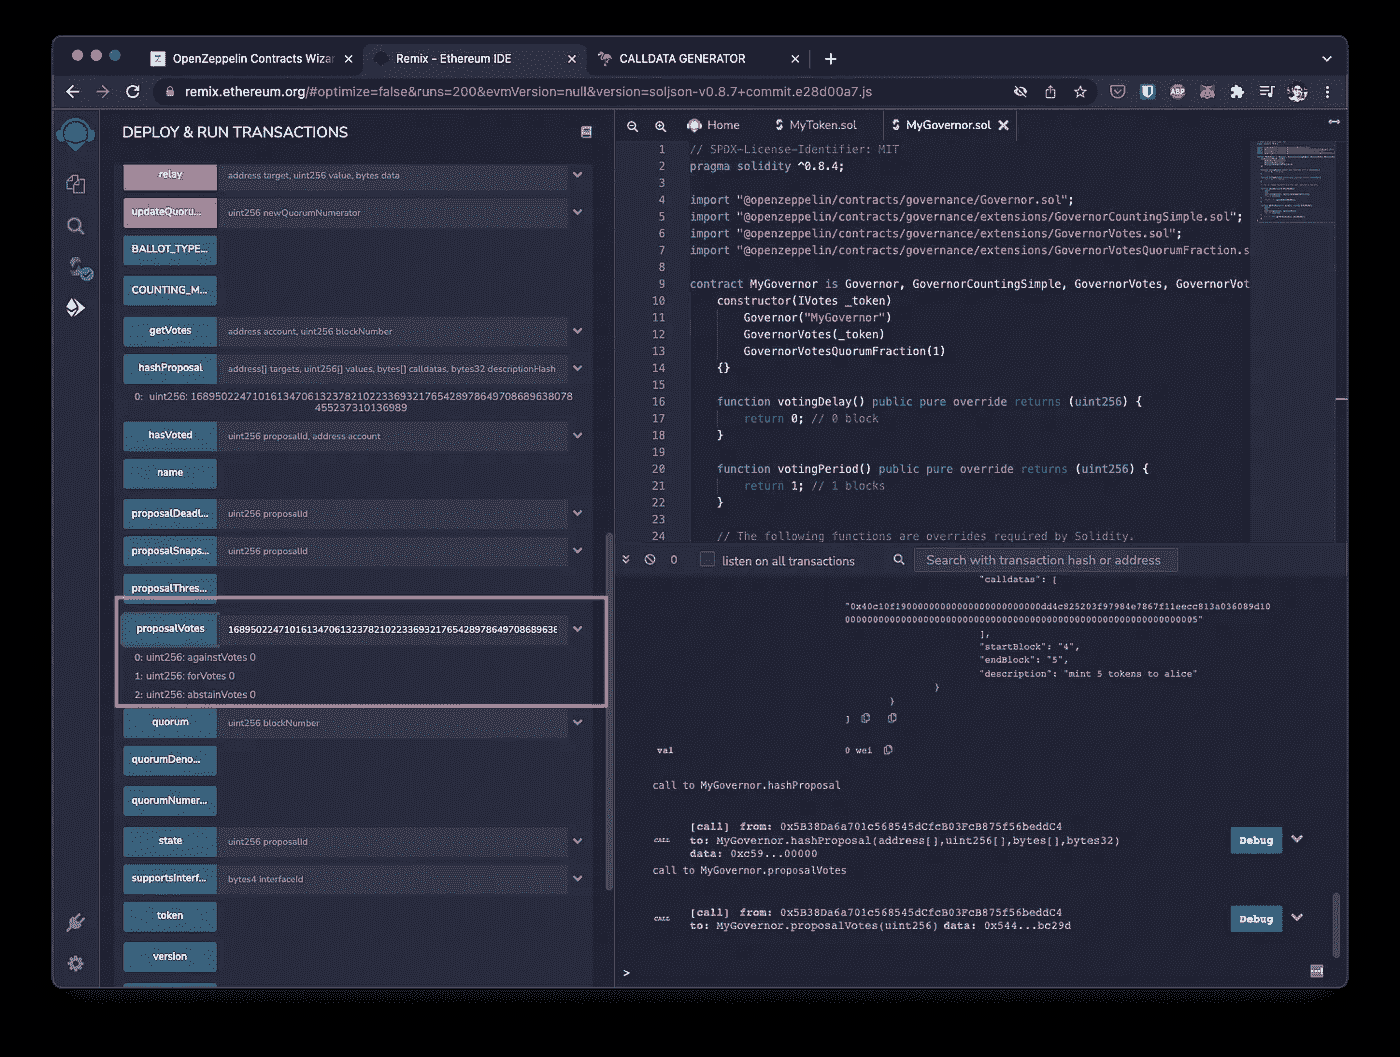 OpenZeppelin Contracts Wizar
Remix - Ethereum IDE
CALLDATA GENERATOR
remix.ethereum.org/#optimize=false&runs=200&evmVersion=null&version=soljson-v0.8.7+commit.e28d00a7.js
DEPLOY & RUN TRANSACTIONS
relay address target, uint256 value, bytes data
updateQuoru... uint256 newQuorumNumerator
BALLOT_TYPE...
COUNTING_M...
getVotes address account, uint256 blockNumber
hashProposal address[] targets, uint256[] values, bytes[] calldatas, bytes32 descriptionHash
hasVoted uint256 proposalId, address account
name
proposalDeadl... uint256 proposalId
proposalSnaps... uint256 proposalId
proposalThres...
proposalVotes
0: uint256: againstVotes 0
1: uint256: forVotes 0
2: uint256: abstainVotes 0
quorum uint256 blockNumber
quorumDeno...
quorumNumer...
state uint256 proposalId
supportsInterf... bytes4 interfaceId
token
version
Home
MyToken.sol
MyGovernor.sol
1 // SPDX-License-Identifier: MIT
2 pragma solidity ^0.8.4;
3
4 import "@openzeppelin/contracts/governance/Governor.sol";
5 import "@openzeppelin/contracts/governance/extensions/GovernorCountingSimple.sol";
6 import "@openzeppelin/contracts/governance/extensions/GovernorVotes.sol";
7 import "@openzeppelin/contracts/governance/extensions/GovernorVotesQuorumFraction.s
8
9 contract MyGovernor is Governor, GovernorCountingSimple, GovernorVotes, GovernorVot
10 constructor(IVotes _token)
11 Governor("MyGovernor")
12 GovernorVotes(_token)
13 GovernorVotesQuorumFraction(1)
14 {}
15
16 function votingDelay() public pure override returns (uint256) {
17 return 0; // 0 block
18 }
19
20 function votingPeriod() public pure override returns (uint256) {
21 return 1; // 1 blocks
22 }
23
24 // The following functions are overrides required by Solidity.
0 listen on all transactions Search with transaction hash or address
"calldatas": [
],
"startBlock": "4",
"endBlock": "5",
"description": "mint 5 tokens to alice"
}
}
]
val 0 wei
call to MyGovernor.hashProposal
CALL [call] from: 0x5B38Da6a701c568545dCfcB03FcB875f56beddC4
to: MyGovernor.hashProposal(address[],uint256[],bytes[],bytes32)
data: 0xc59...00000
Debug
call to MyGovernor.proposalVotes
CALL [call] from: 0x5B38Da6a701c568545dCfcB03FcB875f56beddC4
to: MyGovernor.proposalVotes(uint256) data: 0x544...bc29d
Debug
>